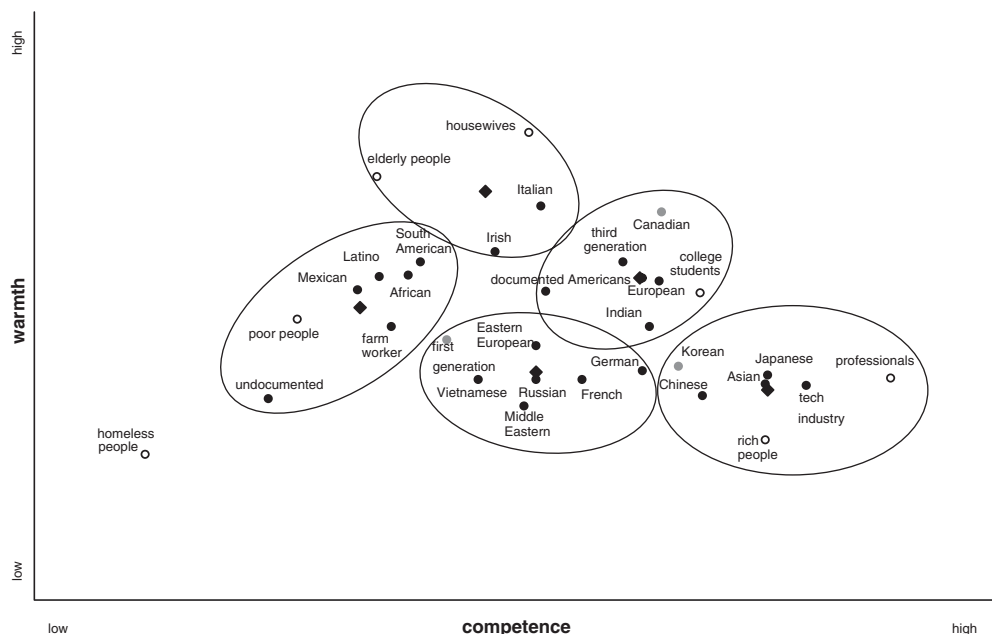 high
housewives
elderly people
Italian
Canadian
South
American
Irish
third
generation
college
students
Latino
Mexican
African
documented Americans
European
Indian
poor people
farm
worker
first
generation
Eastern
European
German
Korean
Japanese
professionals
Asian
Chinese
undocumented
Vietnamese
Russian
French
tech
industry
Middle
Eastern
rich
people
homeless
people
warmth
low
low
competence
high